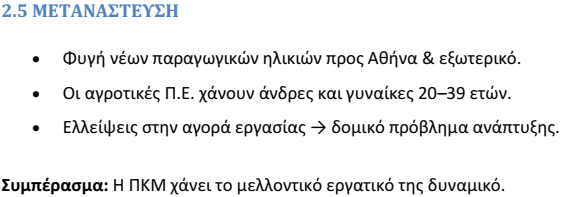 2.5 ΜΕΤΑΝΑΣΤΕΥΣΗ
• Φυγή νέων παραγωγικών ηλικιών προς Αθήνα & εξωτερικό.
• Οι αγροτικές Π.Ε. χάνουν άνδρες και γυναίκες 20–39 ετών.
• Ελλείψεις στην αγορά εργασίας → δομικό πρόβλημα ανάπτυξης.
Συμπέρασμα: Η ΠΚΜ χάνει το μελλοντικό εργατικό της δυναμικό.